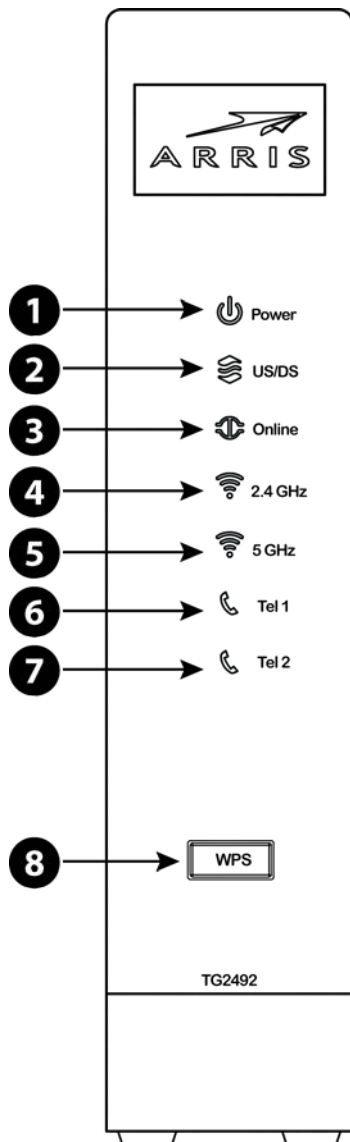 ARRIS
1 Power
2 US/DS
3 Online
4 2.4 GHz
5 5 GHz
6 Tel 1
7 Tel 2
8 WPS
TG2492